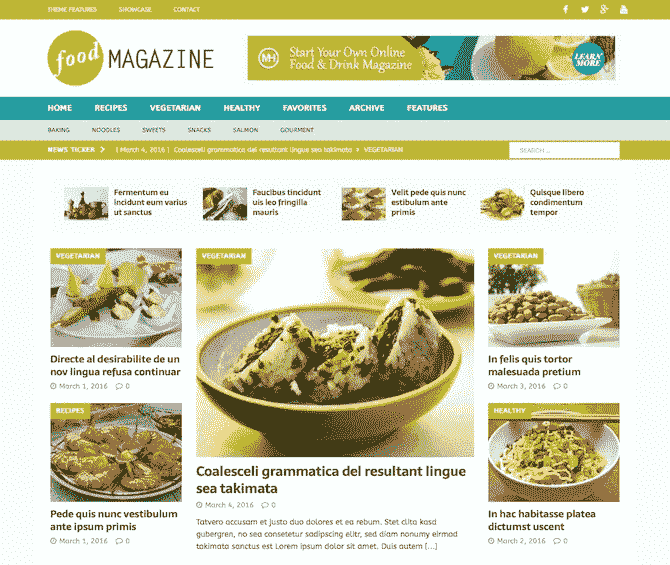 THEME FEATURES SHOWCASE CONTACT
food MAGAZINE
MH
Start Your Own Online
Food & Drink Magazine
LEARN
MORE
HOME RECIPES VEGETARIAN HEALTHY FAVORITES ARCHIVE FEATURES
BAKING NOODLES SWEETS SNACKS SALMON GOURMET
NEWS TICKER [ March 4, 2016 ] Coalesceli grammatica del resultant lingue sea takimata VEGETARIAN
SEARCH ...
Fermentum eu
incidunt eum varius
ut sanctus
Faucibus tincidunt
uis leo fringilla
mauris
Velit pede quis nunc
estibulum ante
primis
Quisque libero
condimentum
tempor
VEGETARIAN
Directe al desirabilite de un
nov lingua refusa continuar
March 1, 2016 0
RECIPES
Pede quis nunc vestibulum
ante ipsum primis
March 1, 2016 0
VEGETARIAN
Coalesceli grammatica del resultant lingue
sea takimata
March 4, 2016 0
Tatvero accusam et justo duo dolores et ea rebum. Stet clita kasd
gubergren, no sea consetetur sadipscing elitr, sed diam nonumy eirmod
takimata sanctus est Lorem ipsum dolor sit amet. Duis autem [...]
VEGETARIAN
In felis quis tortor
malesuada pretium
March 3, 2016 0
HEALTHY
In hac habitasse platea
dictumst uscent
March 2, 2016 0